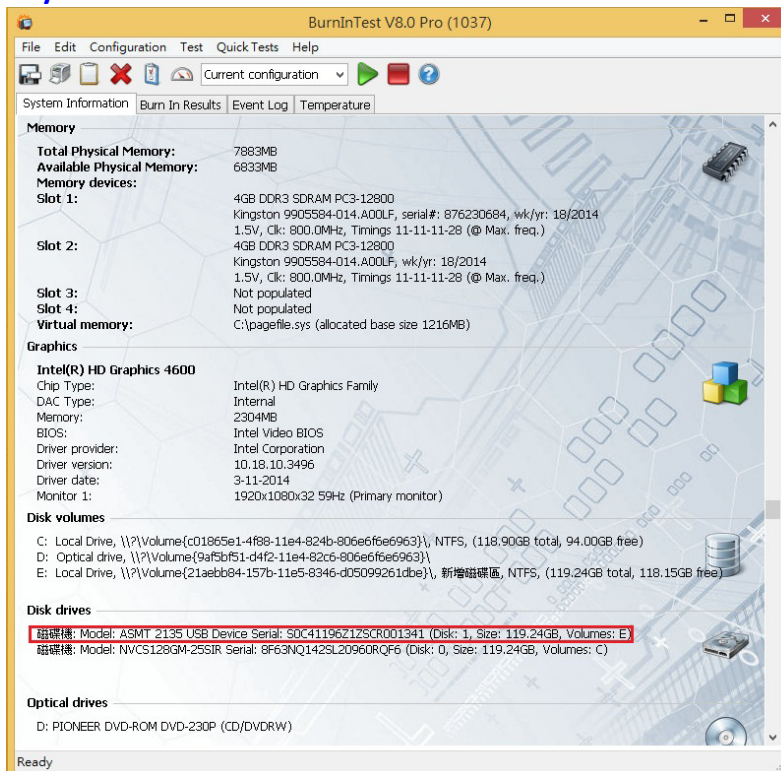 BurnInTest V8.0 Pro (1037)
File Edit Configuration Test Quick Tests Help
Current configuration
System Information Burn In Results Event Log Temperature
Memory
Total Physical Memory: 7883MB
Available Physical Memory: 6833MB
Memory devices:
Slot 1: 4GB DDR3 SDRAM PC3-12800
Kingston 9905584-014.A00LF, serial#: 876230684, wk/yr: 18/2014
1.5V, Clk: 800.0MHz, Timings 11-11-11-28 (@ Max. freq.)
Slot 2: 4GB DDR3 SDRAM PC3-12800
Kingston 9905584-014.A00LF, wk/yr: 18/2014
1.5V, Clk: 800.0MHz, Timings 11-11-11-28 (@ Max. freq.)
Slot 3: Not populated
Slot 4: Not populated
Virtual memory: C:\pagefile.sys (allocated base size 1216MB)
Graphics
Intel(R) HD Graphics 4600
Chip Type: Intel(R) HD Graphics Family
DAC Type: Internal
Memory: 2304MB
BIOS: Intel Video BIOS
Driver provider: Intel Corporation
Driver version: 10.18.10.3496
Driver date: 3-11-2014
Monitor 1: 1920x1080x32 59Hz (Primary monitor)
Disk volumes
C: Local Drive, \\?\Volume{c01865e1-4f88-11e4-824b-806e6f6e6963}\, NTFS, (118.90GB total, 94.00GB free)
D: Optical drive, \\?\Volume{9af5bf51-d4f2-11e4-82c6-806e6f6e6963}\
E: Local Drive, \\?\Volume{21aebb84-157b-11e5-8346-d05099261dbe}\, 新增磁碟區, NTFS, (119.24GB total, 118.15GB free)
Disk drives
磁碟機: Model: ASMT 2135 USB Device Serial: S0C41196Z1ZSCR001341 (Disk: 1, Size: 119.24GB, Volumes: E)
磁碟機: Model: NVCS128GM-25SIR Serial: 8F63NQ142SL20960RQF6 (Disk: 0, Size: 119.24GB, Volumes: C)
Optical drives
D: PIONEER DVD-ROM DVD-230P (CD/DVDRW)
Ready